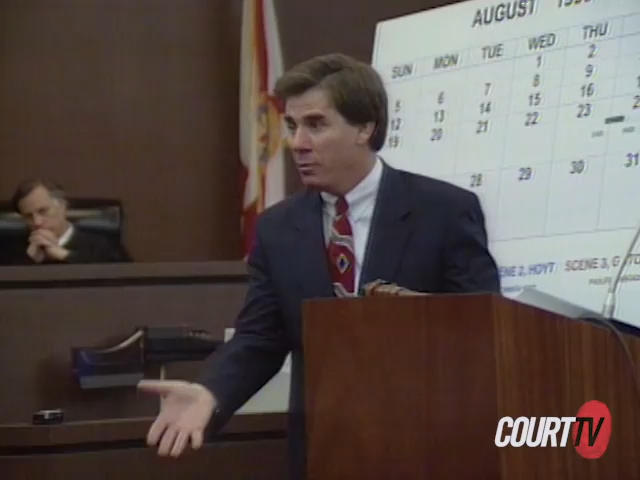 AUGUST
SUN MON TUE WED THU
1 2
5 6 7 8 9
12 13 14 15 16
19 20 21 22 23
28 29 30 31
ENE 2, HOYT SCENE 3, G
COURT TV